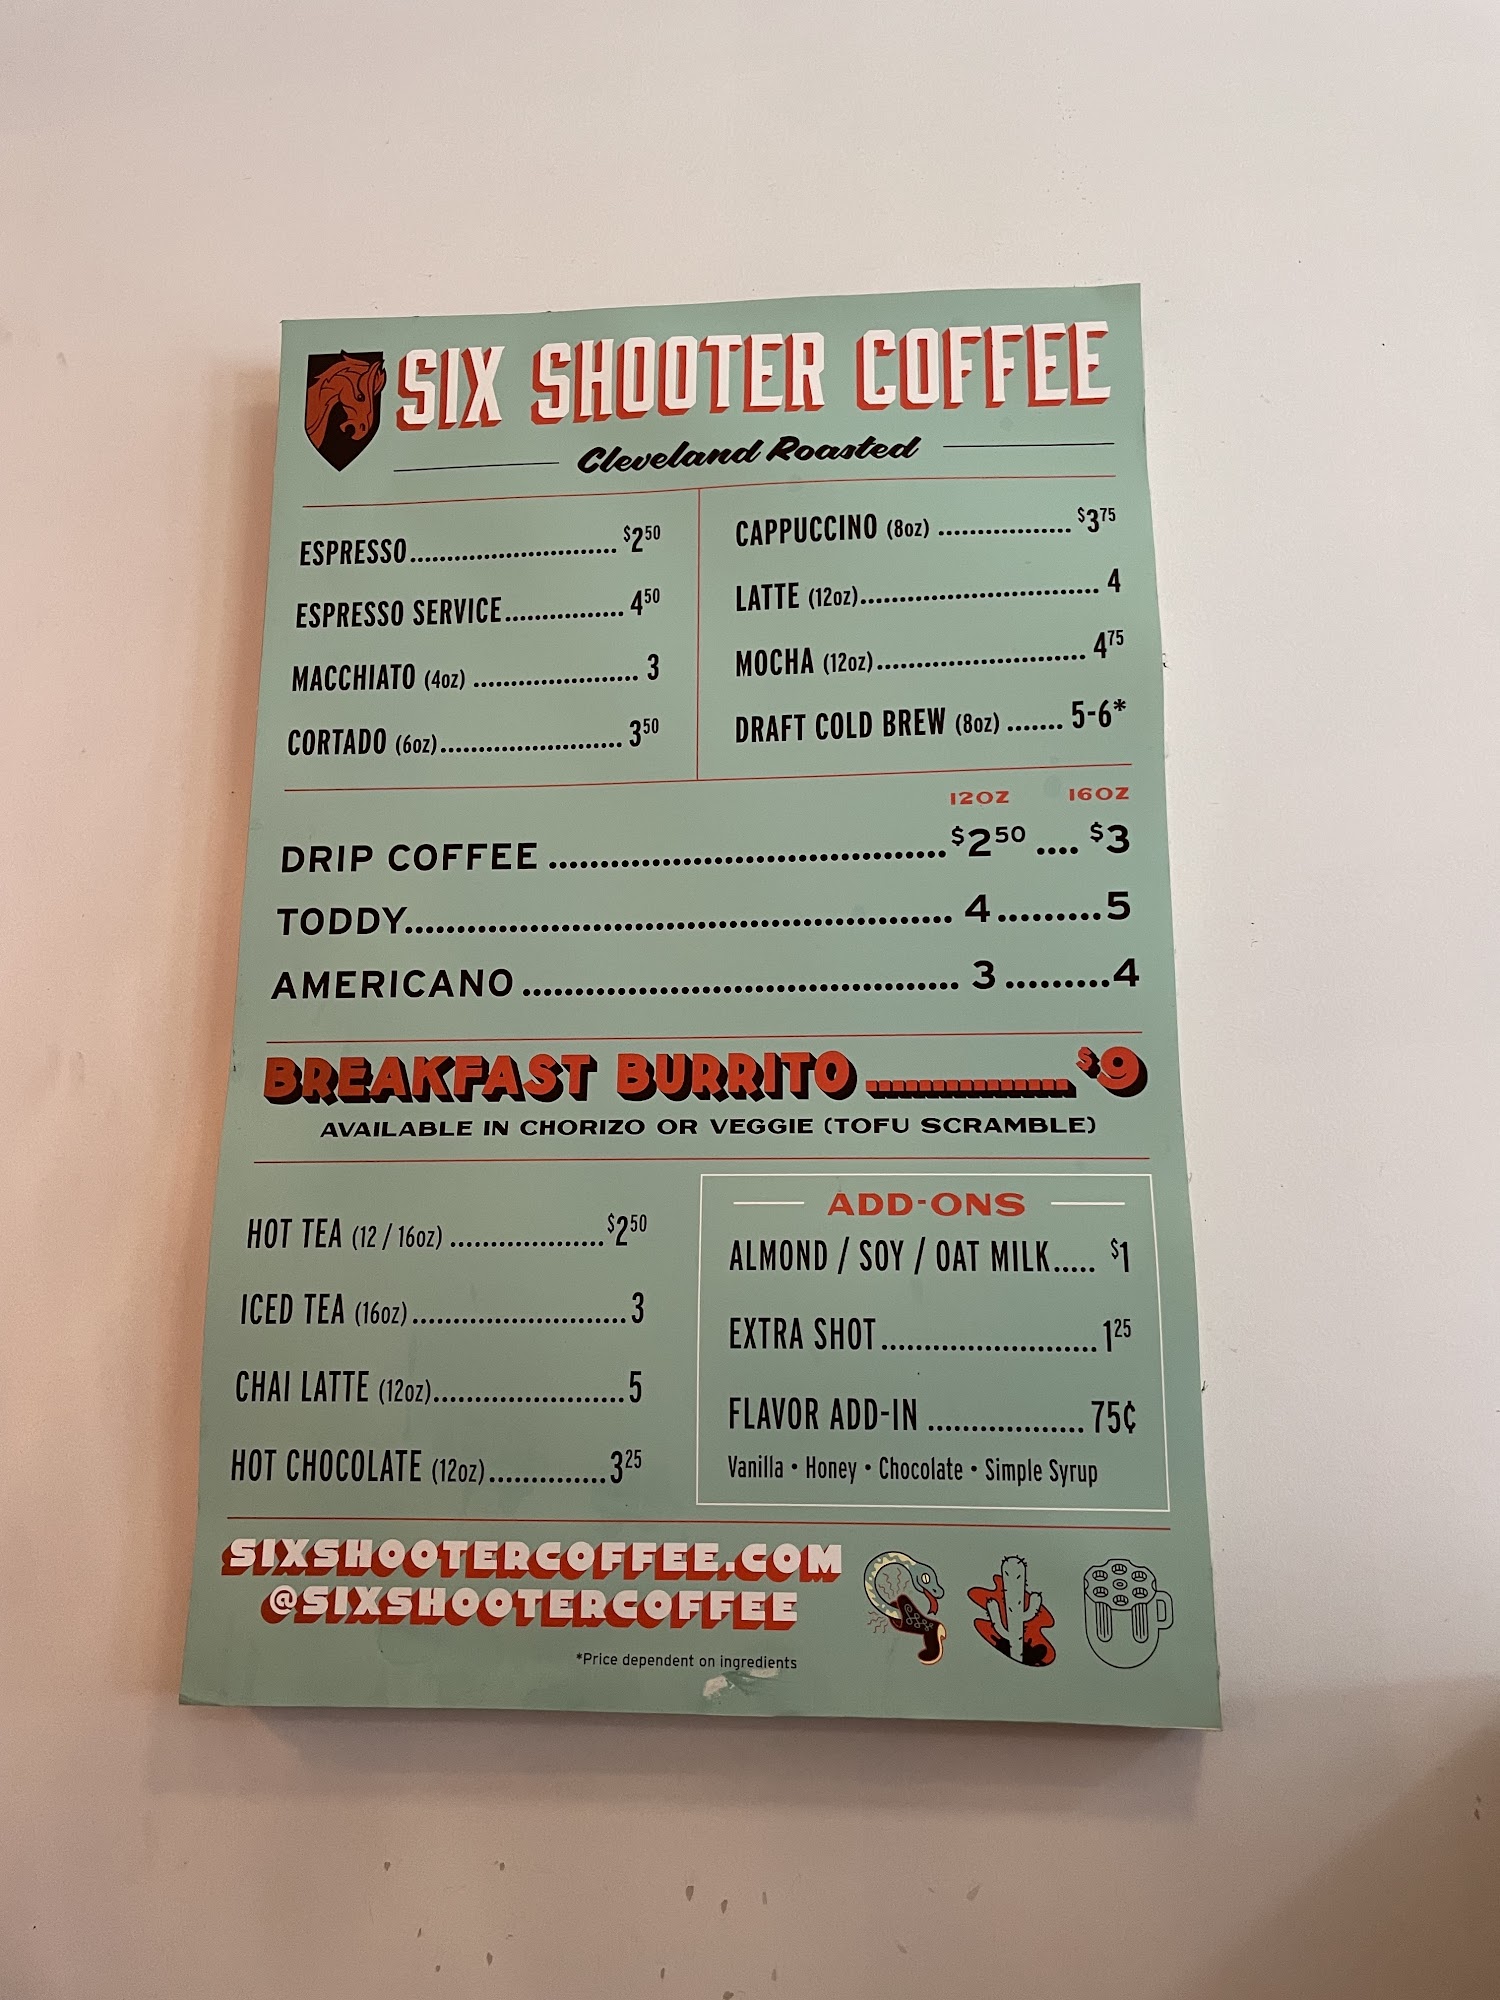 SIX SHOOTER COFFEE
Cleveland Roasted
ESPRESSO.......................... $2 50
ESPRESSO SERVICE............... 4 50
MACCHIATO (4oz) ...................... 3
CORTADO (6oz)........................ 3 50
CAPPUCCINO (8oz) ................. $3 75
LATTE (12oz)............................... 4
MOCHA (12oz)........................... 4 75
DRAFT COLD BREW (8oz) ....... 5-6*
12OZ 16OZ
DRIP COFFEE ...................................... $2 50 .... $3
TODDY..................................................... 4.......... 5
AMERICANO .......................................... 3 .......... 4
BREAKFAST BURRITO ............... $9
AVAILABLE IN CHORIZO OR VEGGIE (TOFU SCRAMBLE)
HOT TEA (12 / 16oz) ................... $2 50
ICED TEA (16oz)........................... 3
CHAI LATTE (12oz)........................ 5
HOT CHOCOLATE (12oz).............. 3 25
ADD-ONS
ALMOND / SOY / OAT MILK..... $1
EXTRA SHOT.......................... 1 25
FLAVOR ADD-IN .................. 75¢
Vanilla • Honey • Chocolate • Simple Syrup
SIXSHOOTERCOFFEE.COM
@SIXSHOOTERCOFFEE
*Price dependent on ingredients